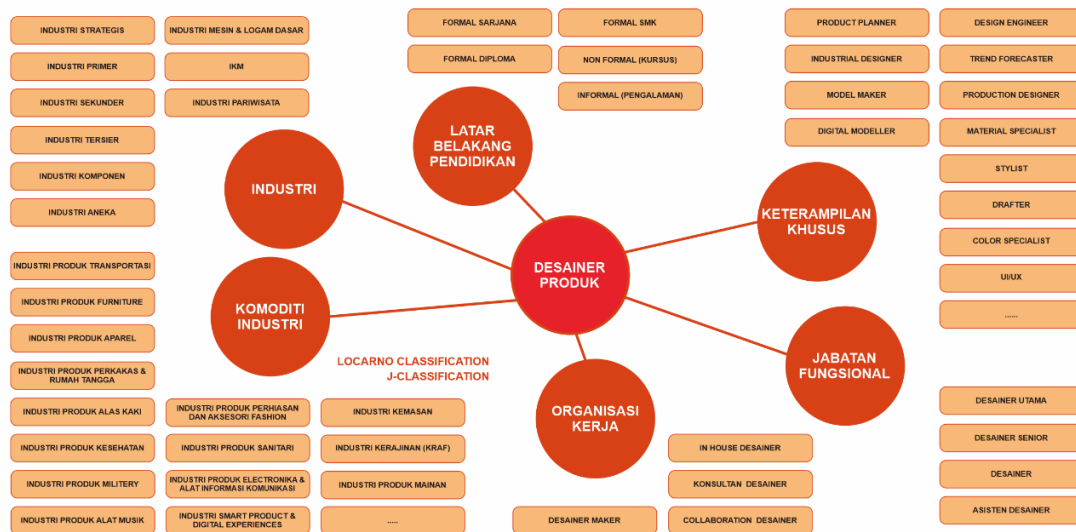 INDUSTRI STRATEGIS
INDUSTRI MESIN & LOGAM DASAR
INDUSTRI PRIMER
IKM
INDUSTRI SEKUNDER
INDUSTRI PARIWISATA
INDUSTRI TERSIER
INDUSTRI KOMPONEN
INDUSTRI ANEKA
FORMAL SARJANA
FORMAL SMK
FORMAL DIPLOMA
NON FORMAL (KURSUS)
INFORMAL (PENGALAMAN)
PRODUCT PLANNER
DESIGN ENGINEER
INDUSTRIAL DESIGNER
TREND FORECASTER
MODEL MAKER
PRODUCTION DESIGNER
DIGITAL MODELLER
MATERIAL SPECIALIST
STYLIST
DRAFTER
COLOR SPECIALIST
UI/UX
......
LATAR
BELAKANG
PENDIDIKAN
INDUSTRI
KETERAMPILAN
KHUSUS
DESAINER
PRODUK
KOMODITI
INDUSTRI
JABATAN
FUNGSIONAL
ORGANISASI
KERJA
LOCARNO CLASSIFICATION
J-CLASSIFICATION
INDUSTRI PRODUK TRANSPORTASI
INDUSTRI PRODUK FURNITURE
INDUSTRI PRODUK APAREL
INDUSTRI PRODUK PERKAKAS &
RUMAH TANGGA
INDUSTRI PRODUK ALAS KAKI
INDUSTRI PRODUK PERHIASAN
DAN AKSESORI FASHION
INDUSTRI KEMASAN
INDUSTRI PRODUK KESEHATAN
INDUSTRI PRODUK SANITARI
INDUSTRI KERAJINAN (KRAF)
INDUSTRI PRODUK MILITERY
INDUSTRI PRODUK ELECTRONIKA &
ALAT INFORMASI KOMUNIKASI
INDUSTRI PRODUK MAINAN
INDUSTRI PRODUK ALAT MUSIK
INDUSTRI SMART PRODUCT &
DIGITAL EXPERIENCES
.....
IN HOUSE DESAINER
KONSULTAN DESAINER
DESAINER MAKER
COLLABORATION DESAINER
DESAINER UTAMA
DESAINER SENIOR
DESAINER
ASISTEN DESAINER